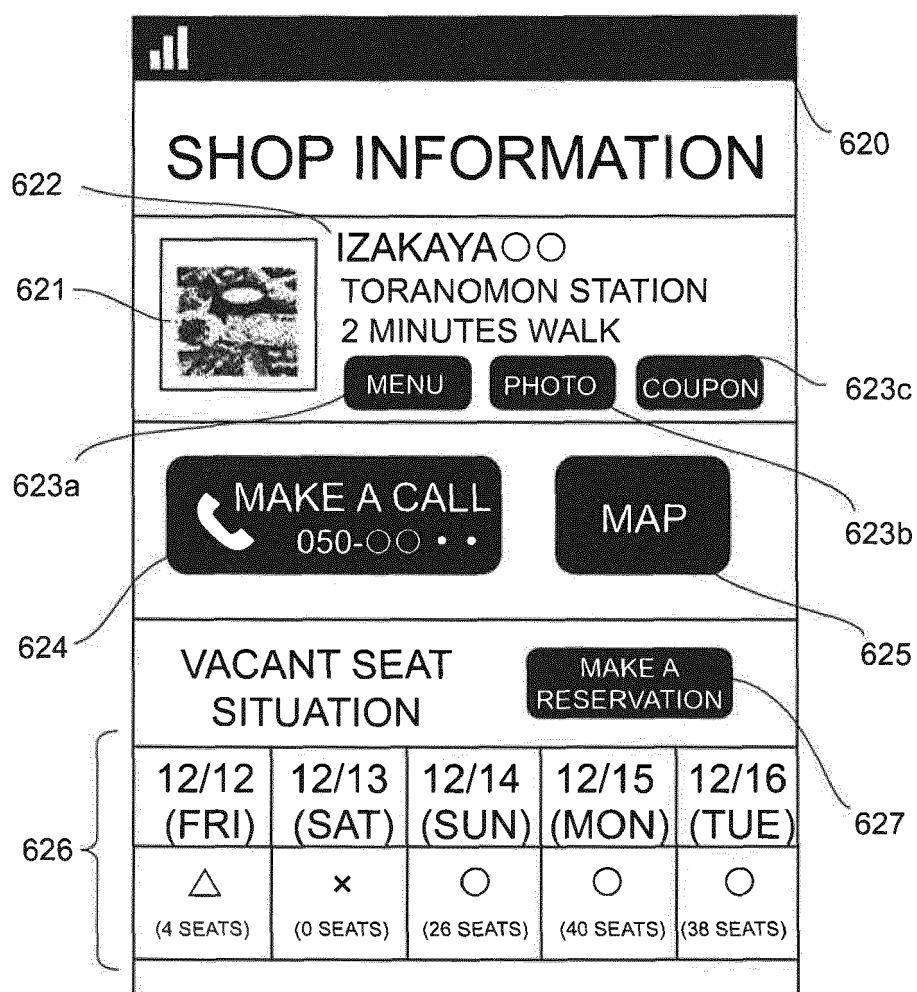 620
SHOP INFORMATION
622
IZAKAYA○○
621
TORANOMON STATION
2 MINUTES WALK
MENU
PHOTO
COUPON
623c
623a
MAKE A CALL
050-○○ • •
MAP
623b
624
625
VACANT SEAT
SITUATION
MAKE A
RESERVATION
627
626
12/12 12/13 12/14 12/15 12/16
(FRI) (SAT) (SUN) (MON) (TUE)
△ × ○ ○ ○
(4 SEATS) (0 SEATS) (26 SEATS) (40 SEATS) (38 SEATS)